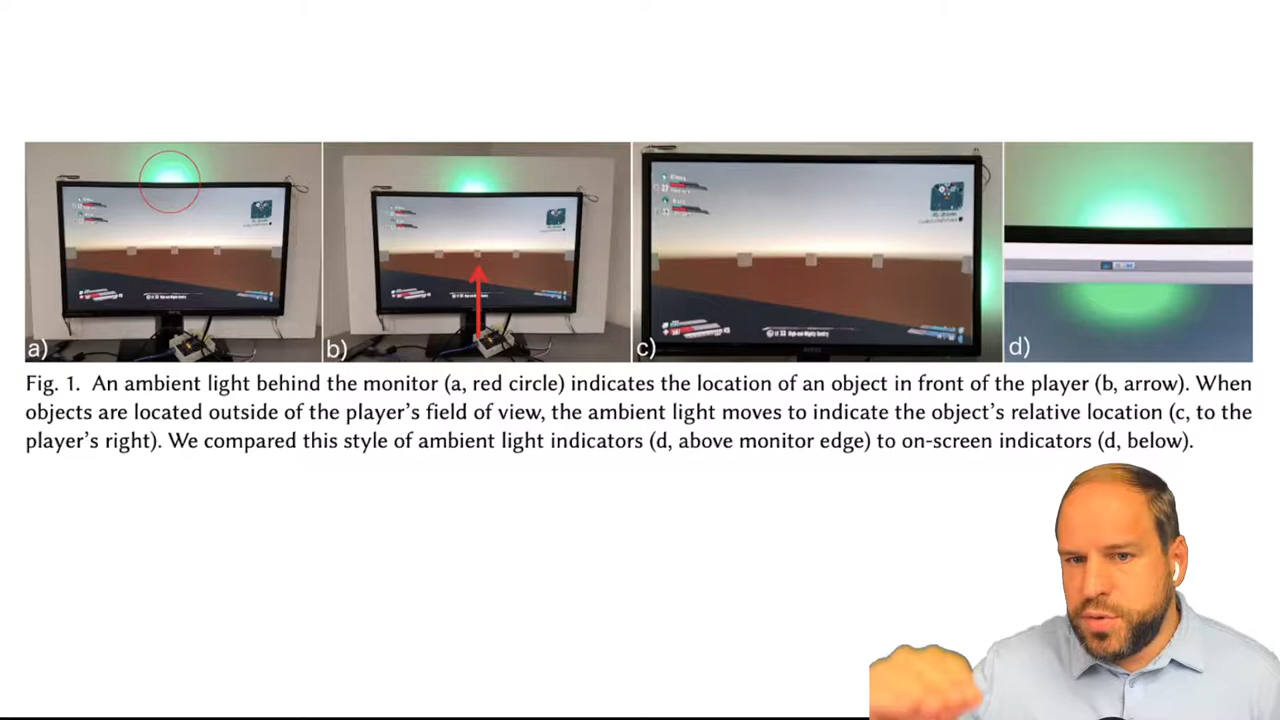 a)
b)
c)
d)
Fig. 1. An ambient light behind the monitor (a, red circle) indicates the location of an object in front of the player (b, arrow). When
objects are located outside of the player's field of view, the ambient light moves to indicate the object's relative location (c, to the
player's right). We compared this style of ambient light indicators (d, above monitor edge) to on-screen indicators (d, below).